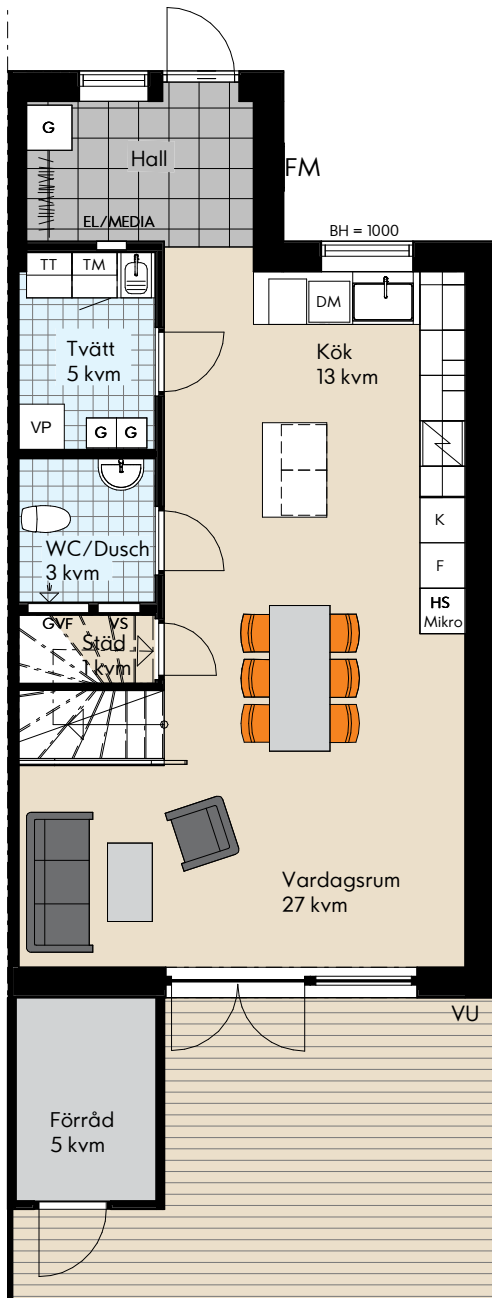 G
Hall
FM
EL/MEDIA
BH = 1000
TT TM
DM
Tvätt
5 kvm
Kök
13 kvm
VP
G G
K
WC/Dusch
3 kvm
F
HS
Mikro
GVF VS
Städ
1 kvm
Vardagsrum
27 kvm
VU
Förråd
5 kvm